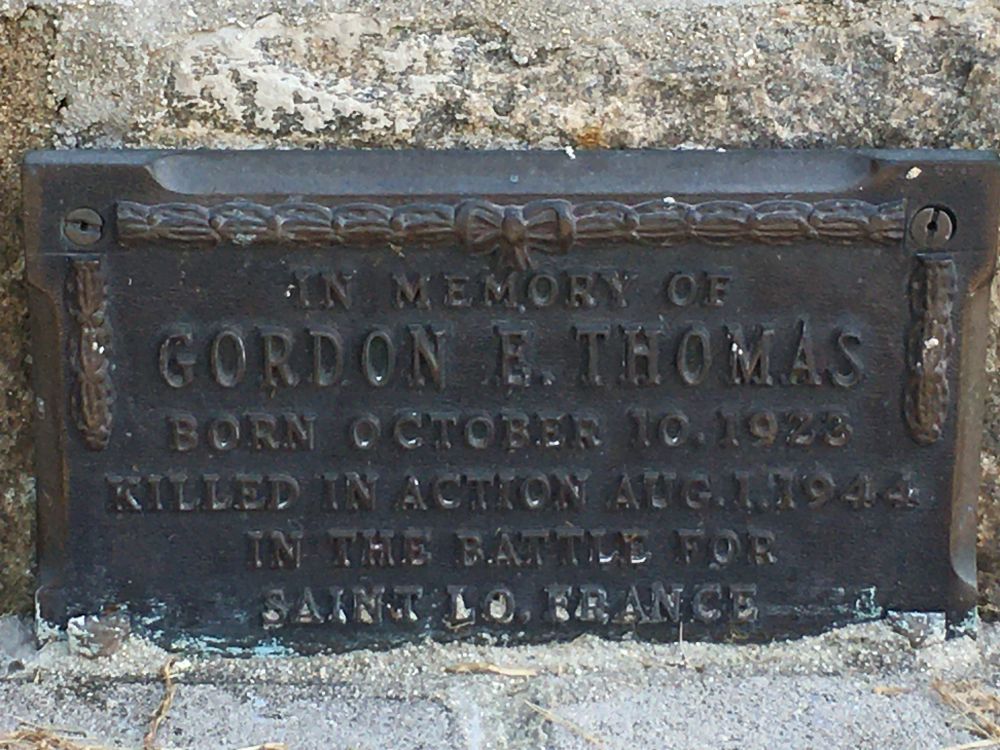 IN MEMORY OF
GORDON E. THOMAS
BORN OCTOBER 10, 1923
KILLED IN ACTION AUG. 1, 1944
IN THE BATTLE FOR
SAINT LO, FRANCE